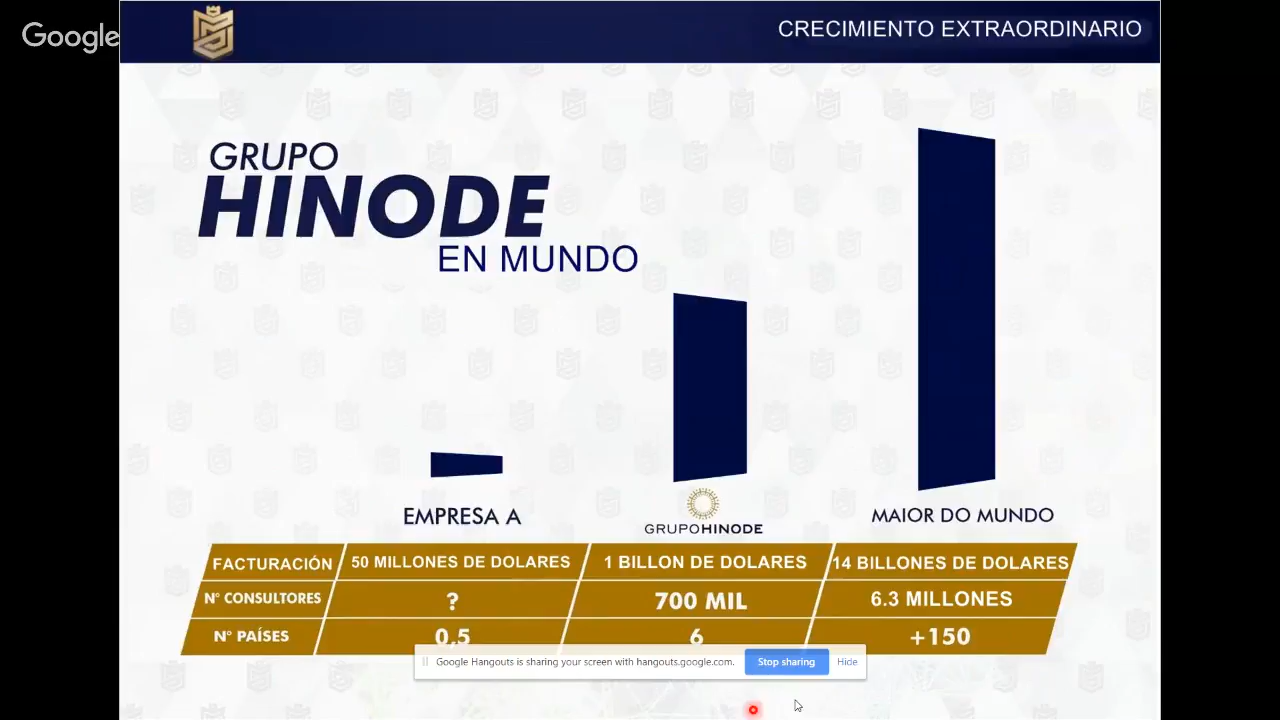 Google
CRECIMIENTO EXTRAORDINARIO
GRUPO
HINODE
EN MUNDO
EMPRESA A
GRUPOHINODE
MAIOR DO MUNDO
FACTURACIÓN 50 MILLONES DE DOLARES 1 BILLON DE DOLARES 14 BILLONES DE DOLARES
N° CONSULTORES ? 700 MIL 6.3 MILLONES
N° PAÍSES 0,5 6 +150
Google Hangouts is sharing your screen with hangouts.google.com. Stop sharing Hide